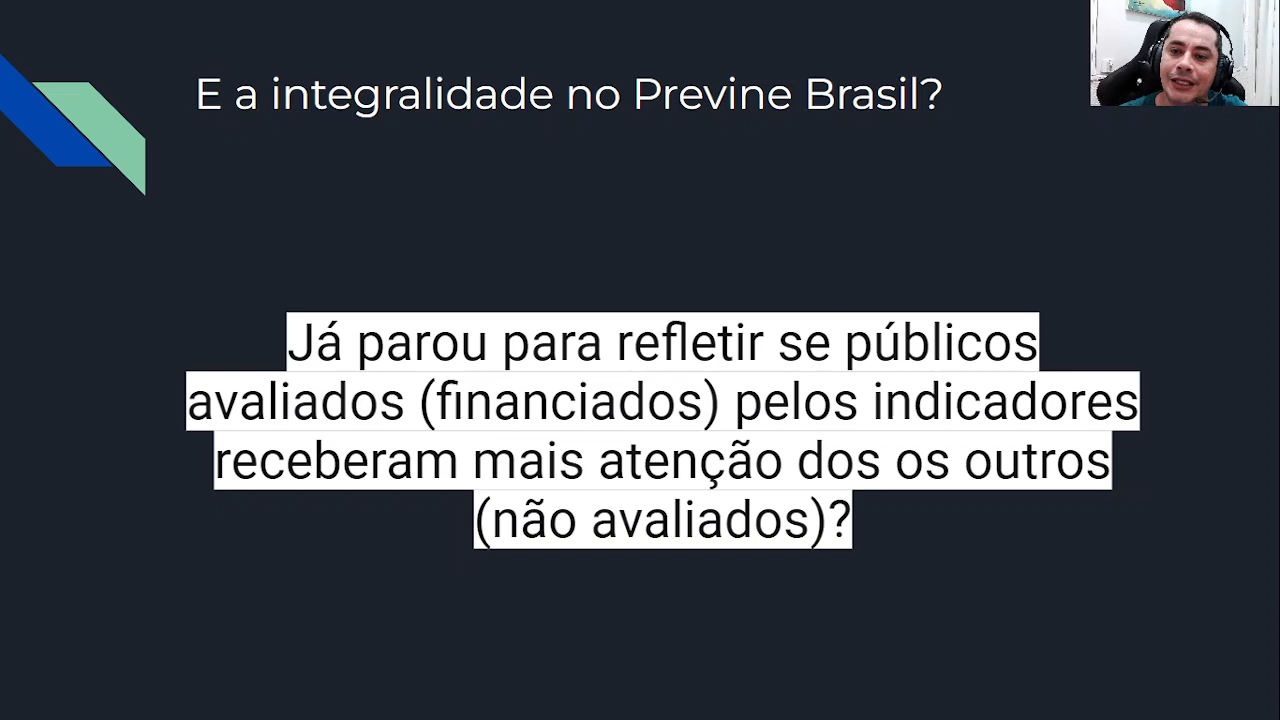 E a integralidade no Previne Brasil?
Já parou para refletir se públicos
avaliados (financiados) pelos indicadores
receberam mais atenção dos os outros
(não avaliados)?